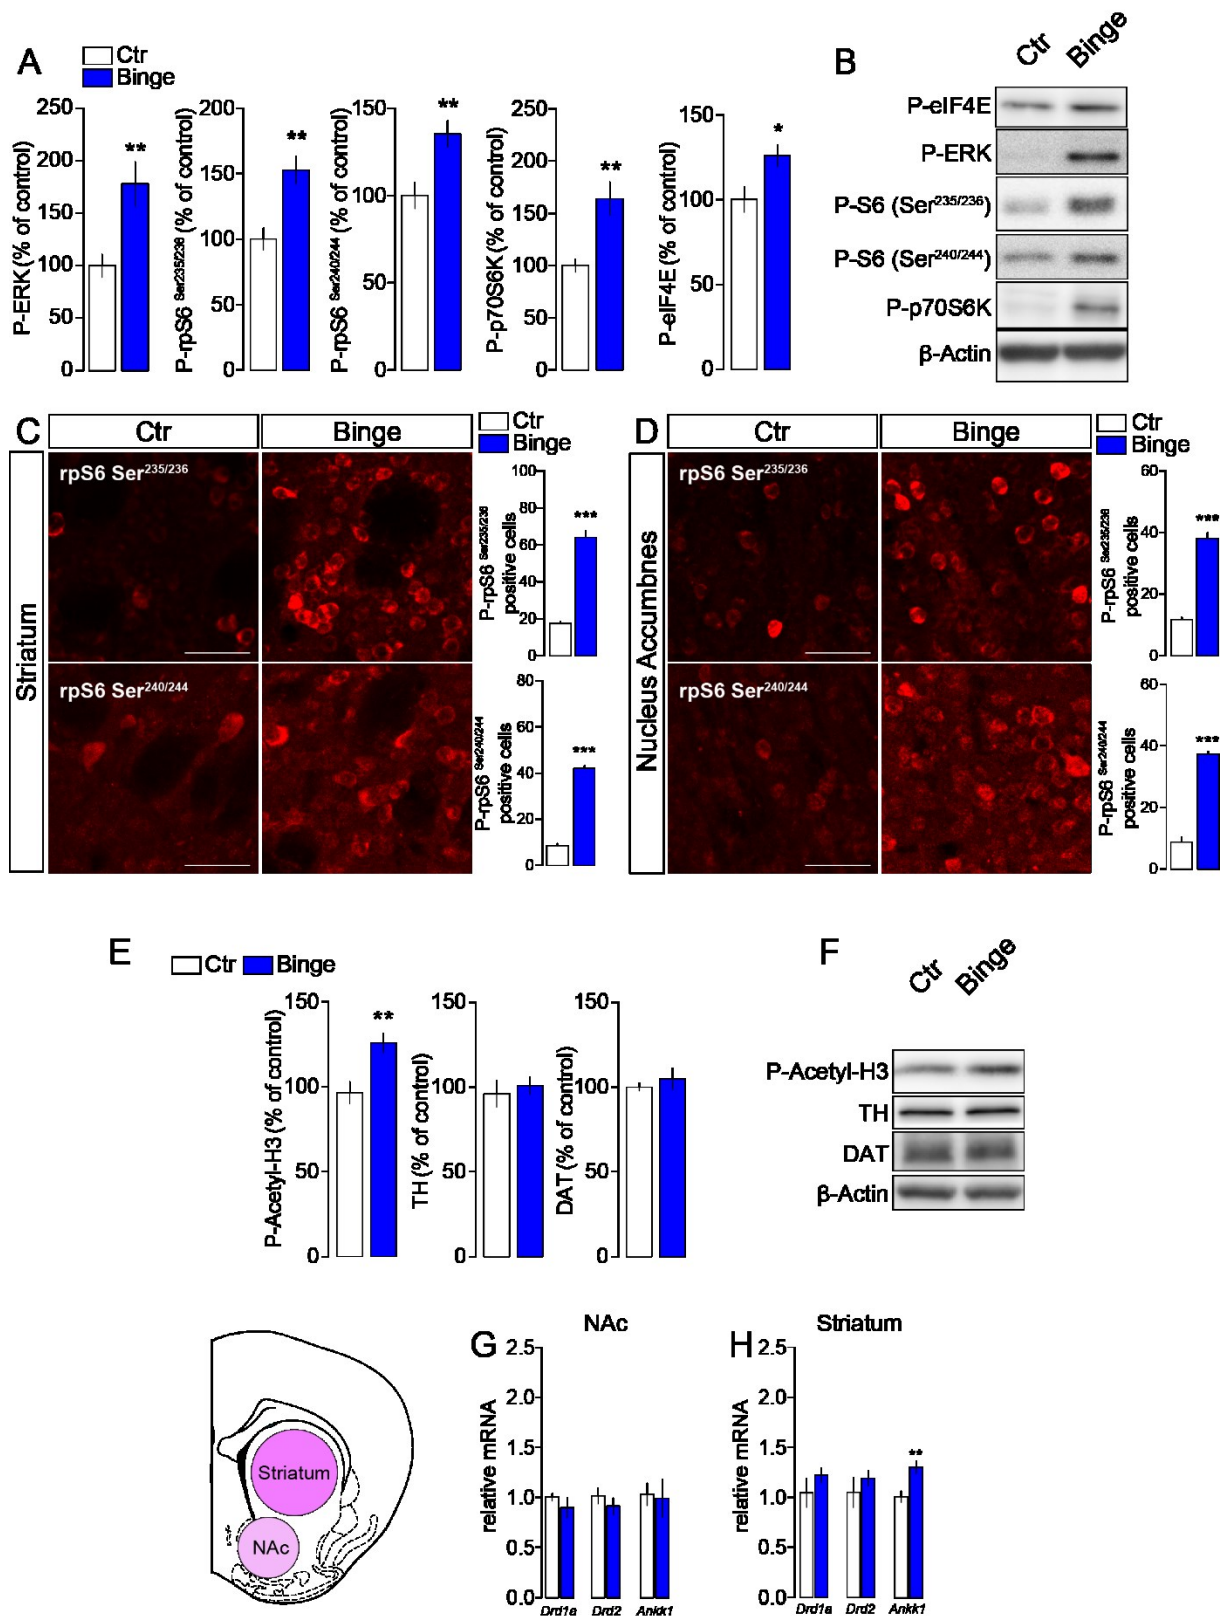 A
Ctr
Binge
P-ERK (% of control)
250
200
150
100
50
0
**
P-rpS6 Ser235/236 (% of control)
200
150
100
50
0
**
P-rpS6 Ser240/244 (% of control)
150
100
50
0
**
P-p70S6K (% of control)
250
200
150
100
50
0
**
P-eIF4E (% of control)
150
100
50
0
*
B
Ctr
Binge
P-eIF4E
P-ERK
P-S6 (Ser235/236)
P-S6 (Ser240/244)
P-p70S6K
β-Actin
C
Ctr
Binge
Ctr
Binge
Striatum
rpS6 Ser235/236
P-rpS6 Ser235/236
positive cells
100
80
60
40
20
0
***
rpS6 Ser240/244
P-rpS6 Ser240/244
positive cells
80
60
40
20
0
***
D
Ctr
Binge
Ctr
Binge
Nucleus Accumbnes
rpS6 Ser235/236
P-rpS6 Ser235/236
positive cells
60
40
20
0
***
rpS6 Ser240/244
P-rpS6 Ser240/244
positive cells
60
40
20
0
***
E
Ctr
Binge
P-Acetyl-H3 (% of control)
150
100
50
0
**
TH (% of control)
150
100
50
0
DAT (% of control)
150
100
50
0
F
Ctr
Binge
P-Acetyl-H3
TH
DAT
β-Actin
Striatum
NAc
G
NAc
relative mRNA
2.5
2.0
1.5
1.0
0.5
0.0
Drd1a
Drd2
Ankk1
H
Striatum
relative mRNA
2.5
2.0
1.5
1.0
0.5
0.0
**
Drd1a
Drd2
Ankk1